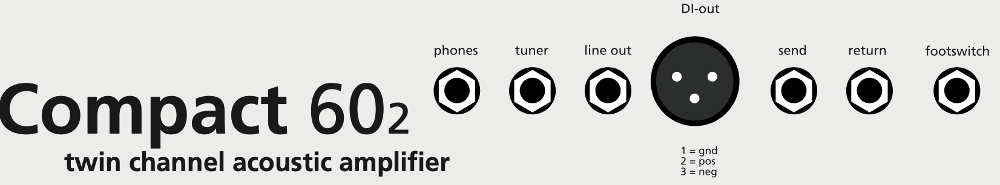 DI-out
phones tuner line out send return footswitch
Compact 602
twin channel acoustic amplifier
1 = gnd
2 = pos
3 = neg